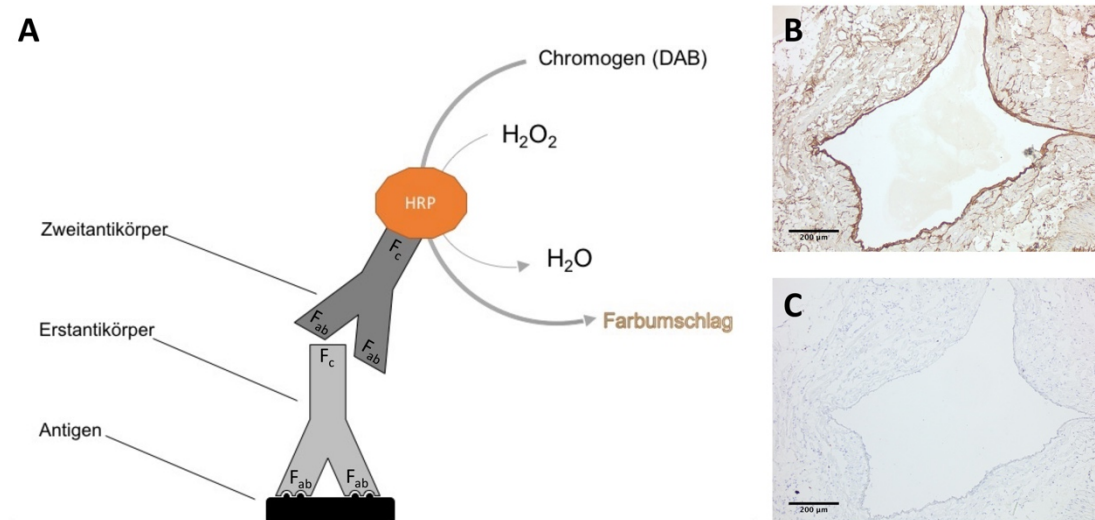 A
Chromogen (DAB)
H₂O₂
HRP
Zweitantikörper
Fc
H₂O
Farbumschlag
Fab
Fab
Erstantikörper
Fc
Antigen
Fab
Fab
B
200 µm
C
200 µm